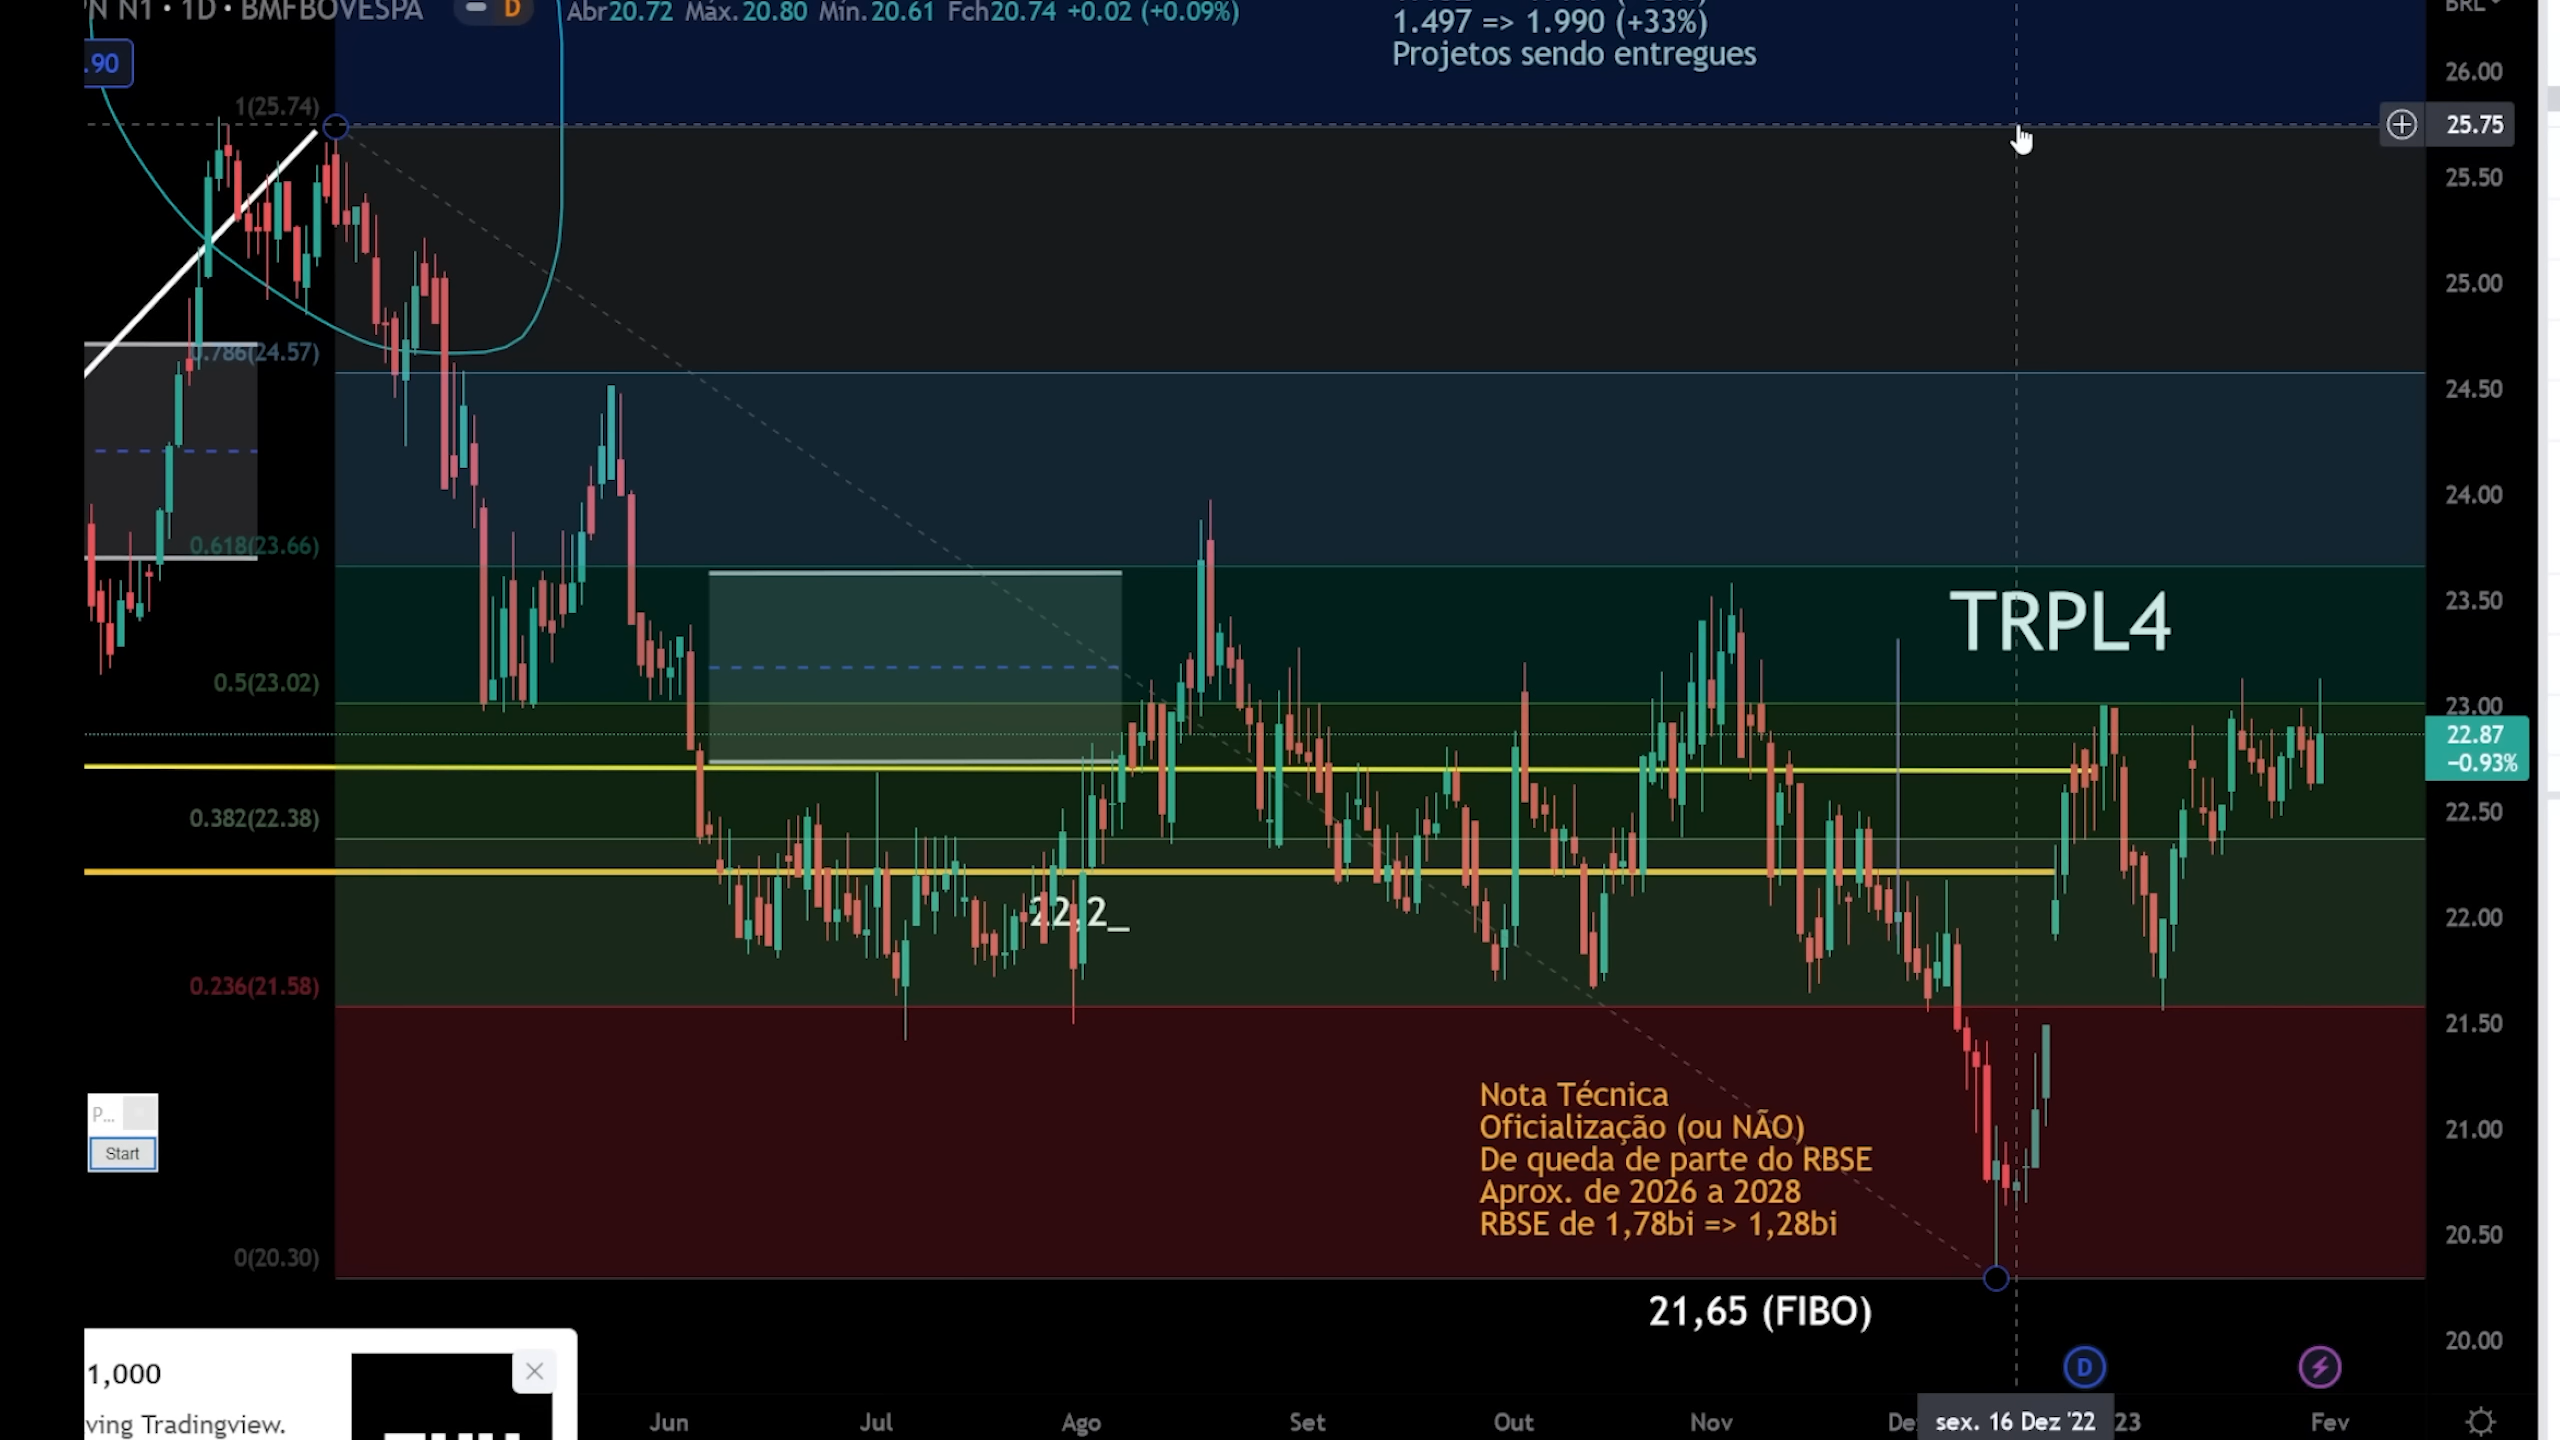 N N1 • 1D • BMFBOVESPA D Abr20.72 Máx.20.80 Mín.20.61 Fch20.74 +0.02 (+0.09%)
1.497 => 1.990 (+33%)
Projetos sendo entregues
.90
BRL
26.00
25.75
25.50
25.00
24.50
24.00
23.50
23.00
22.87
−0.93%
22.50
22.00
21.50
21.00
20.50
20.00
1(25.74)
0.786(24.57)
0.618(23.66)
0.5(23.02)
0.382(22.38)
0.236(21.58)
0(20.30)
TRPL4
22,2_
Nota Técnica
Oficialização (ou NÃO)
De queda de parte do RBSE
Aprox. de 2026 a 2028
RBSE de 1,78bi => 1,28bi
21,65 (FIBO)
P...
Start
1,000
ving Tradingview.
D
Jun Jul Ago Set Out Nov De sex. 16 Dez '22 23 Fev